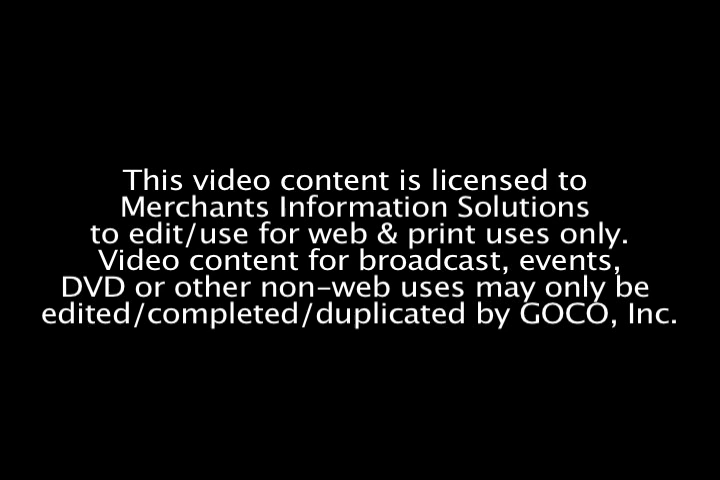 This video content is licensed to
Merchants Information Solutions
to edit/use for web & print uses only.
Video content for broadcast, events,
DVD or other non-web uses may only be
edited/completed/duplicated by GOCO, Inc.